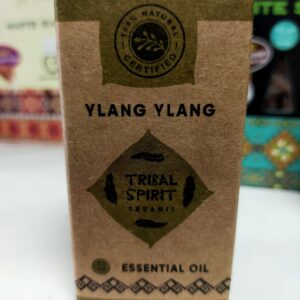 100% NATURAL
CERTIFIED
YLANG YLANG
TRIBAL
SPIRIT
ORGANIC
ESSENTIAL OIL